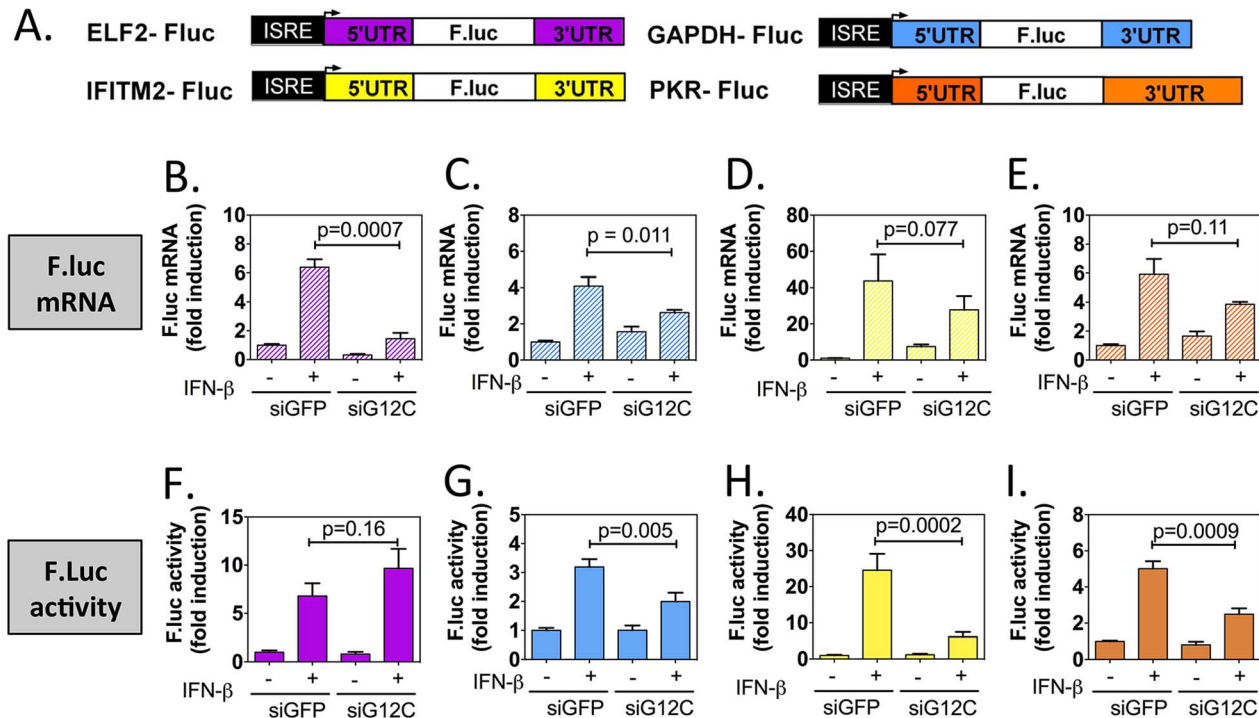 A.
ELF2- Fluc
ISRE 5'UTR F.luc 3'UTR
GAPDH- Fluc
ISRE 5'UTR F.luc 3'UTR
IFITM2- Fluc
ISRE 5'UTR F.luc 3'UTR
PKR- Fluc
ISRE 5'UTR F.luc 3'UTR
F.luc
mRNA
B.
F.luc mRNA
(fold induction)
10
8
6
4
2
0
p=0.0007
IFN-β - + - +
siGFP siG12C
C.
F.luc mRNA
(fold induction)
8
6
4
2
0
p = 0.011
IFN-β - + - +
siGFP siG12C
D.
F.luc mRNA
(fold induction)
80
60
40
20
0
p=0.077
IFN-β - + - +
siGFP siG12C
E.
F.luc mRNA
(fold induction)
10
8
6
4
2
0
p=0.11
IFN-β - + - +
siGFP siG12C
F.Luc
activity
F.
F.luc activity
(fold induction)
15
10
5
0
p=0.16
IFN-β - + - +
siGFP siG12C
G.
F.luc activity
(fold induction)
5
4
3
2
1
0
p=0.005
IFN-β - + - +
siGFP siG12C
H.
F.luc activity
(fold induction)
40
30
20
10
0
p=0.0002
IFN-β - + - +
siGFP siG12C
I.
F.luc activity
(fold induction)
8
6
4
2
0
p=0.0009
IFN-β - + - +
siGFP siG12C